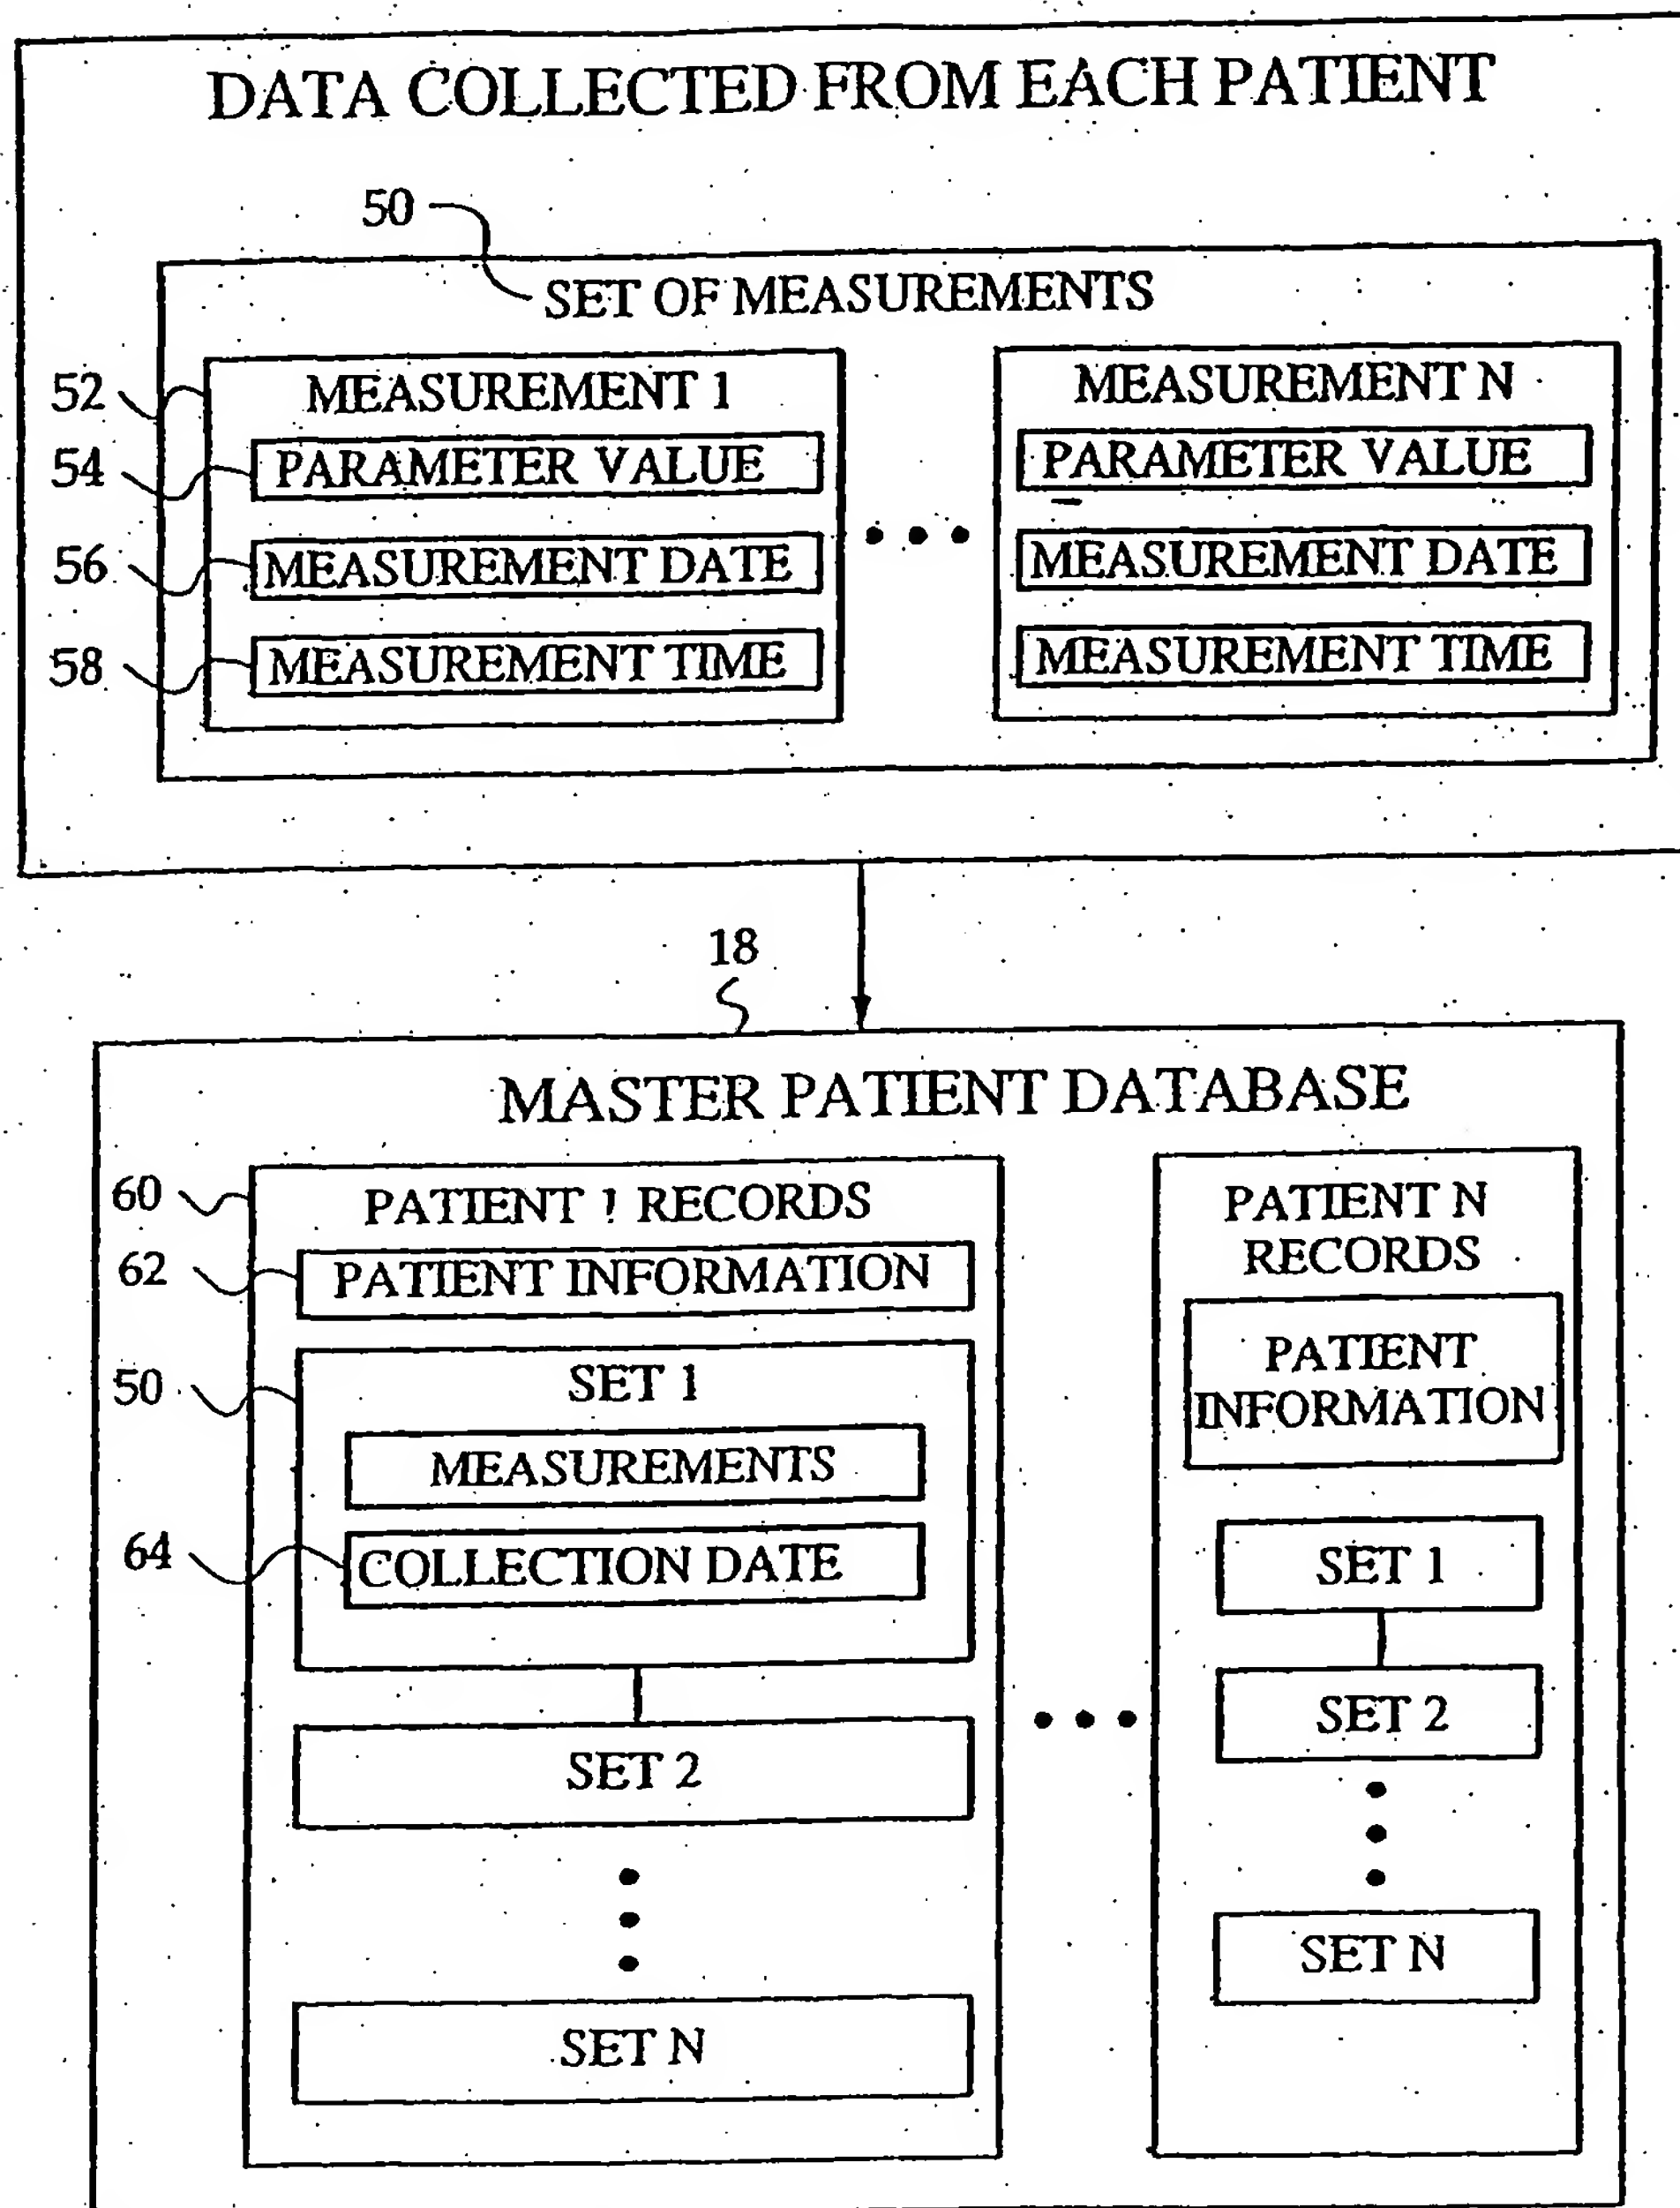 DATA COLLECTED FROM EACH PATIENT
50
SET OF MEASUREMENTS
52
MEASUREMENT 1
54
PARAMETER VALUE
56
MEASUREMENT DATE
58
MEASUREMENT TIME
MEASUREMENT N
PARAMETER VALUE
MEASUREMENT DATE
MEASUREMENT TIME
18
MASTER PATIENT DATABASE
60
PATIENT 1 RECORDS
62
PATIENT INFORMATION
50
SET 1
MEASUREMENTS
64
COLLECTION DATE
SET 2
SET N
PATIENT N
RECORDS
PATIENT
INFORMATION
SET 1
SET 2
SET N